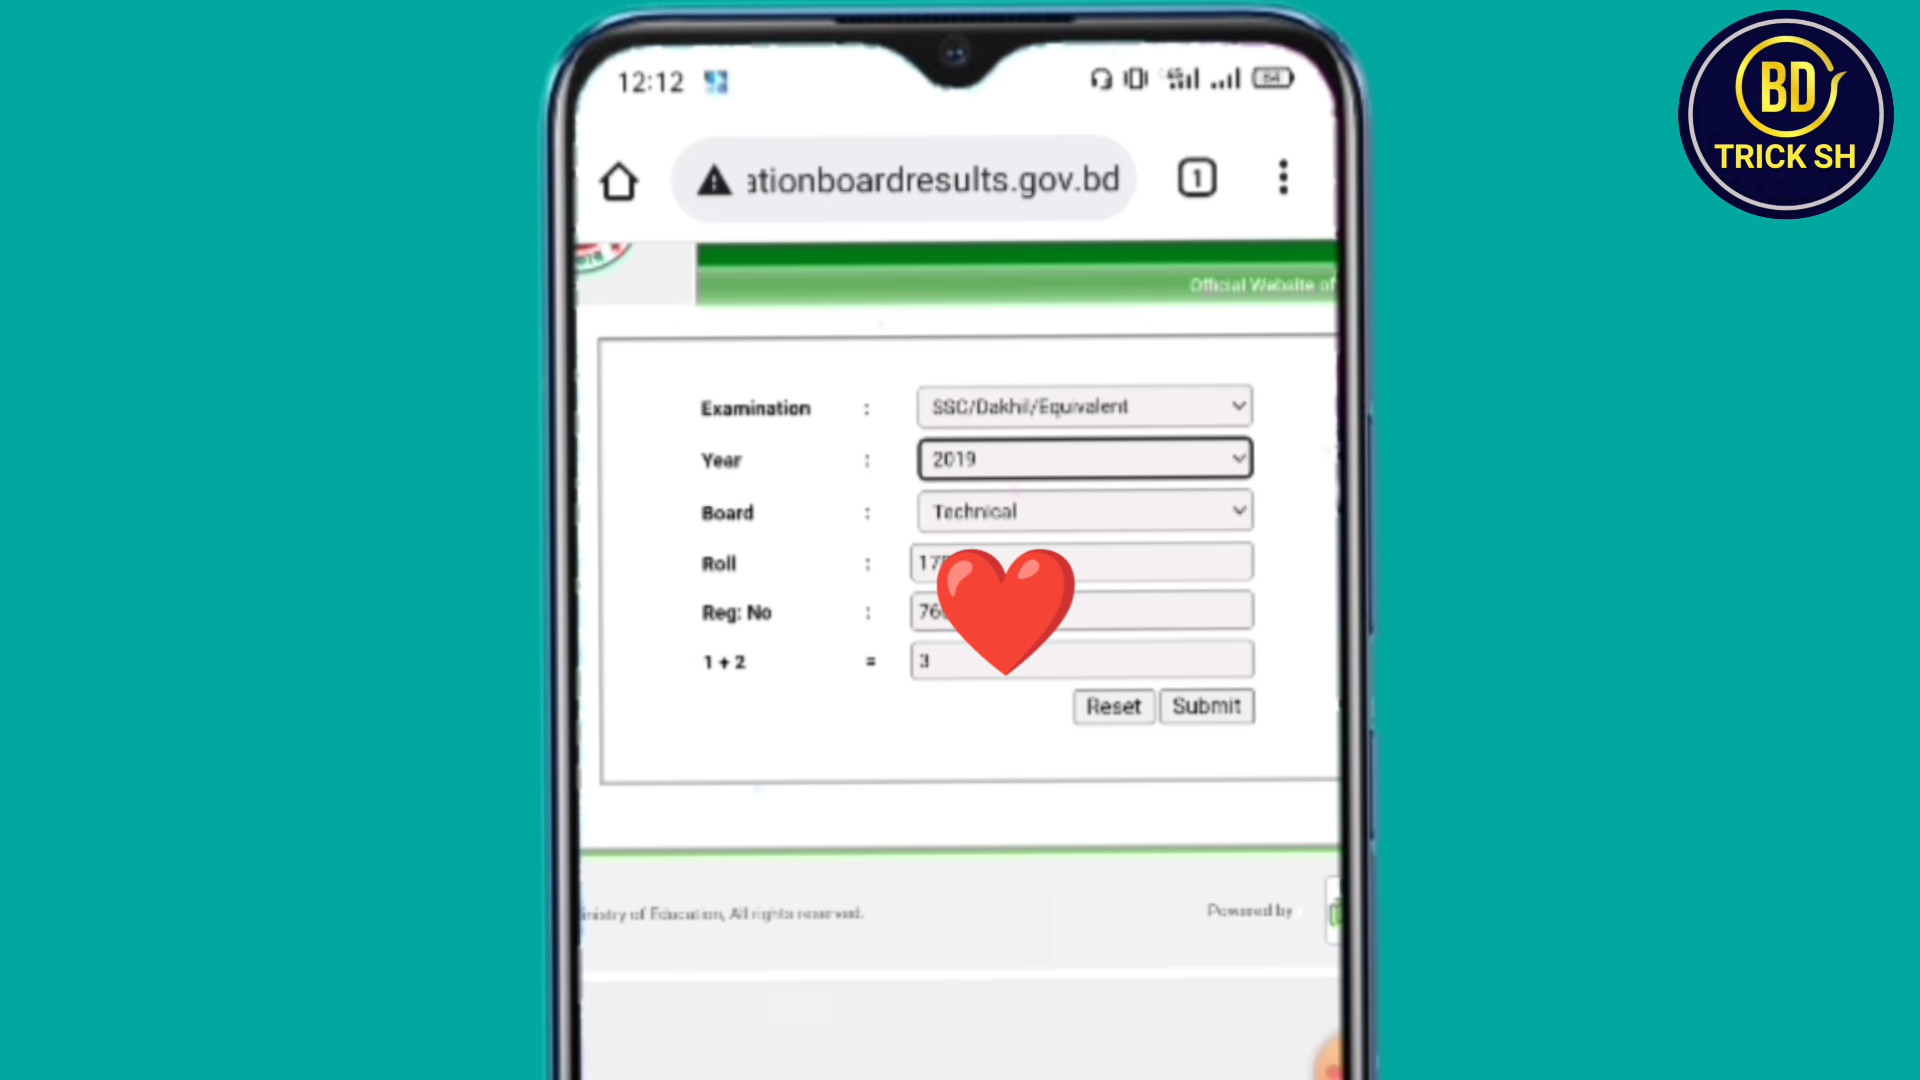 12:12
64
ationboardresults.gov.bd
1
BD
TRICK SH
Official Website of
Examination : SSC/Dakhil/Equivalent
Year : 2019
Board : Technical
Roll : 17
Reg: No : 76
1 + 2 = 3
Reset Submit
inistry of Education, All rights reserved.
Powered by